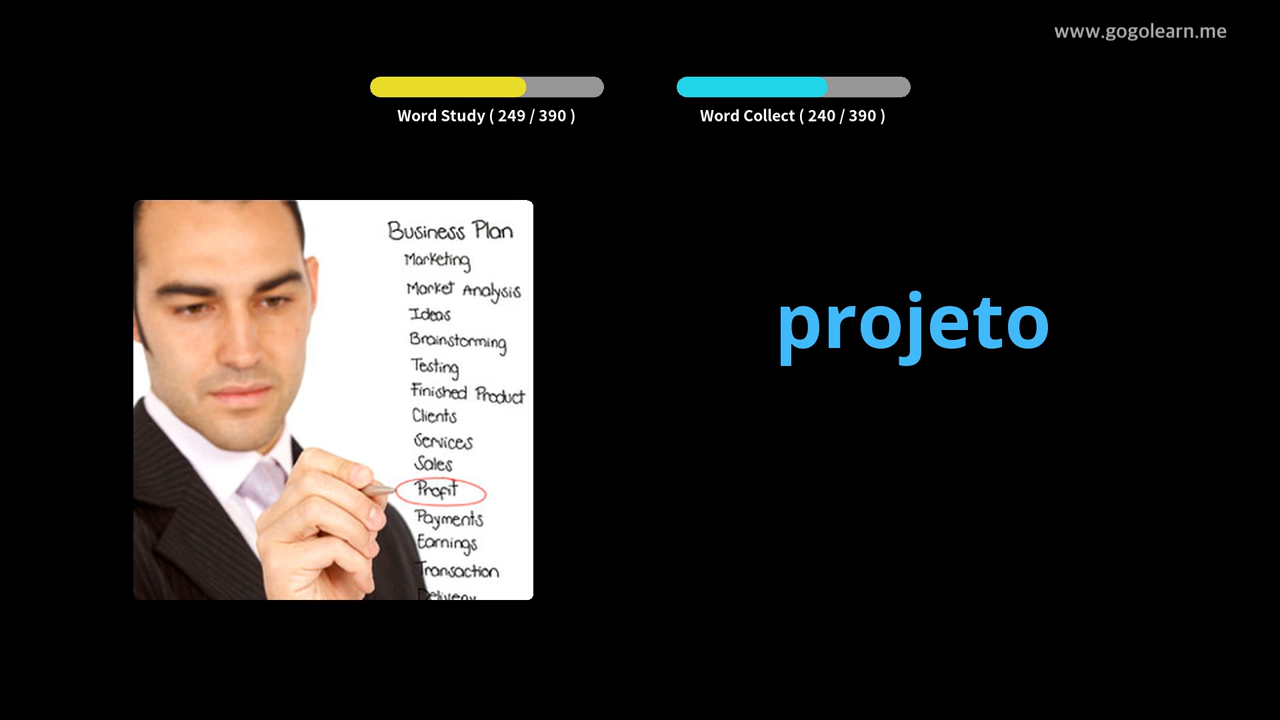 www.gogolearn.me
Word Study ( 249 / 390 )
Word Collect ( 240 / 390 )
Business Plan
Marketing
Market Analysis
Ideas
Brainstorming
Testing
Finished Product
Clients
Services
Sales
Profit
Payments
Earnings
Transaction
Delivery
projeto